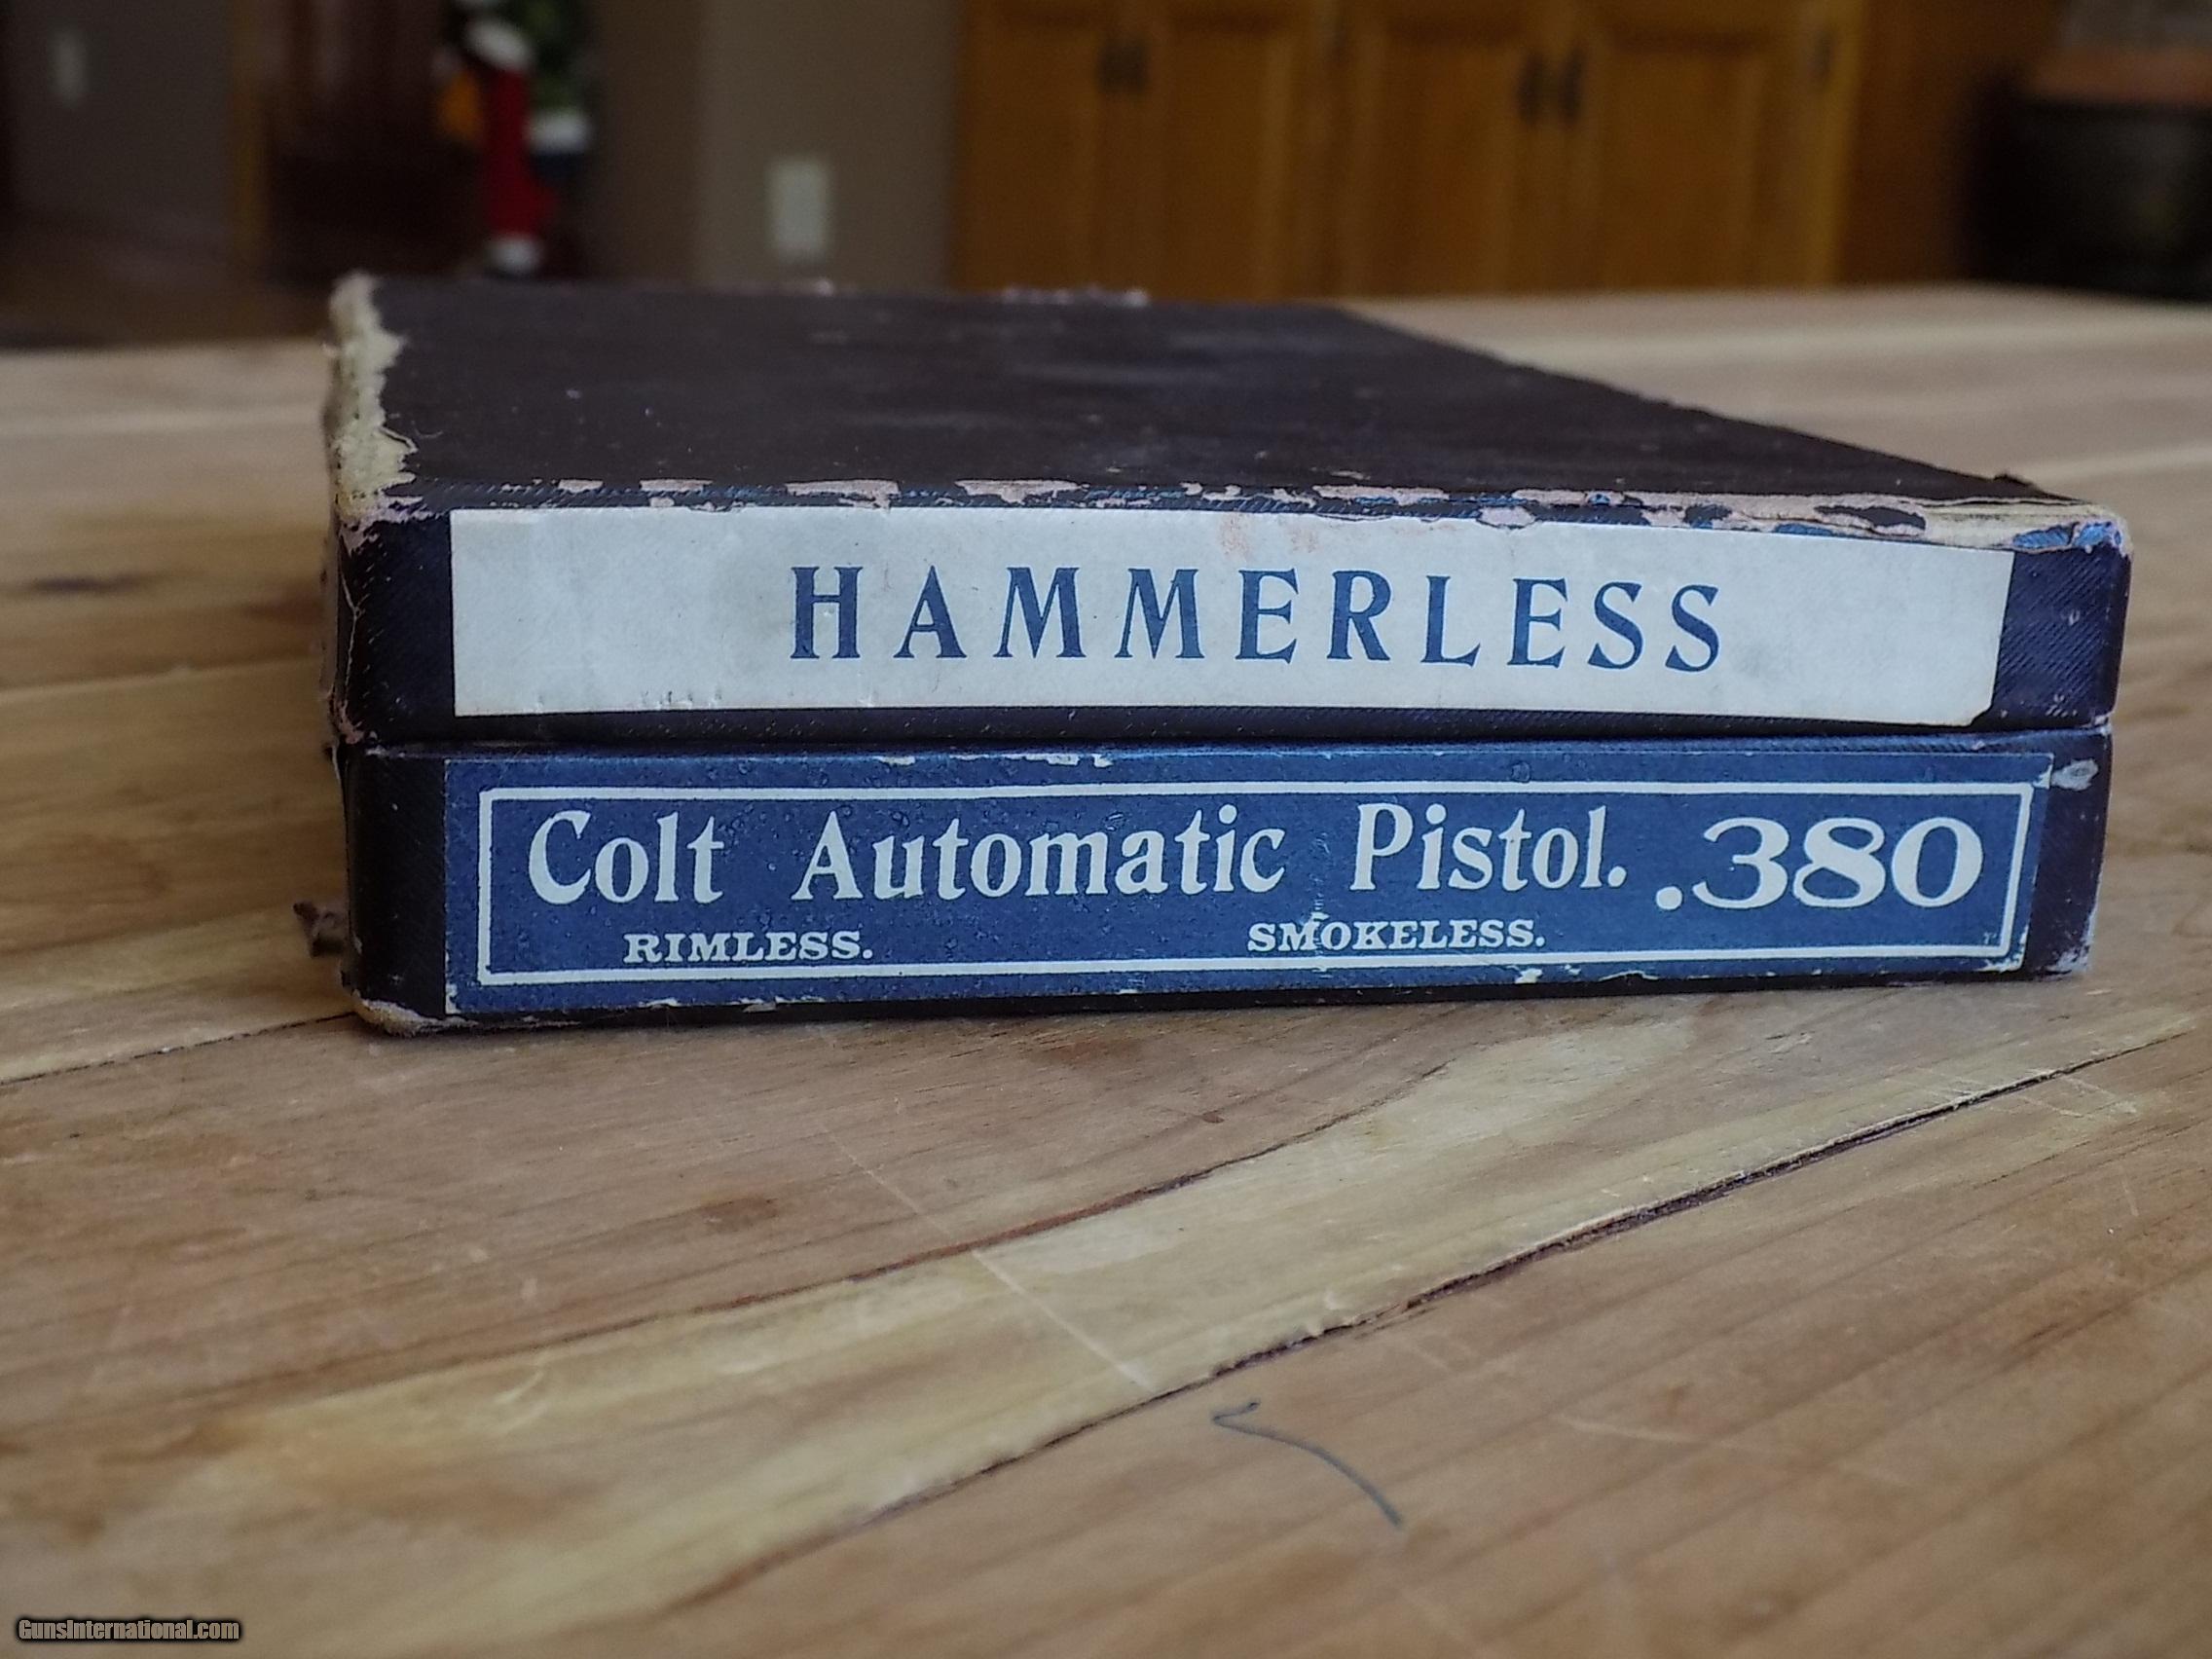 HAMMERLESS
Colt Automatic Pistol. .380
RIMLESS. SMOKELESS.
GunsInternational.com